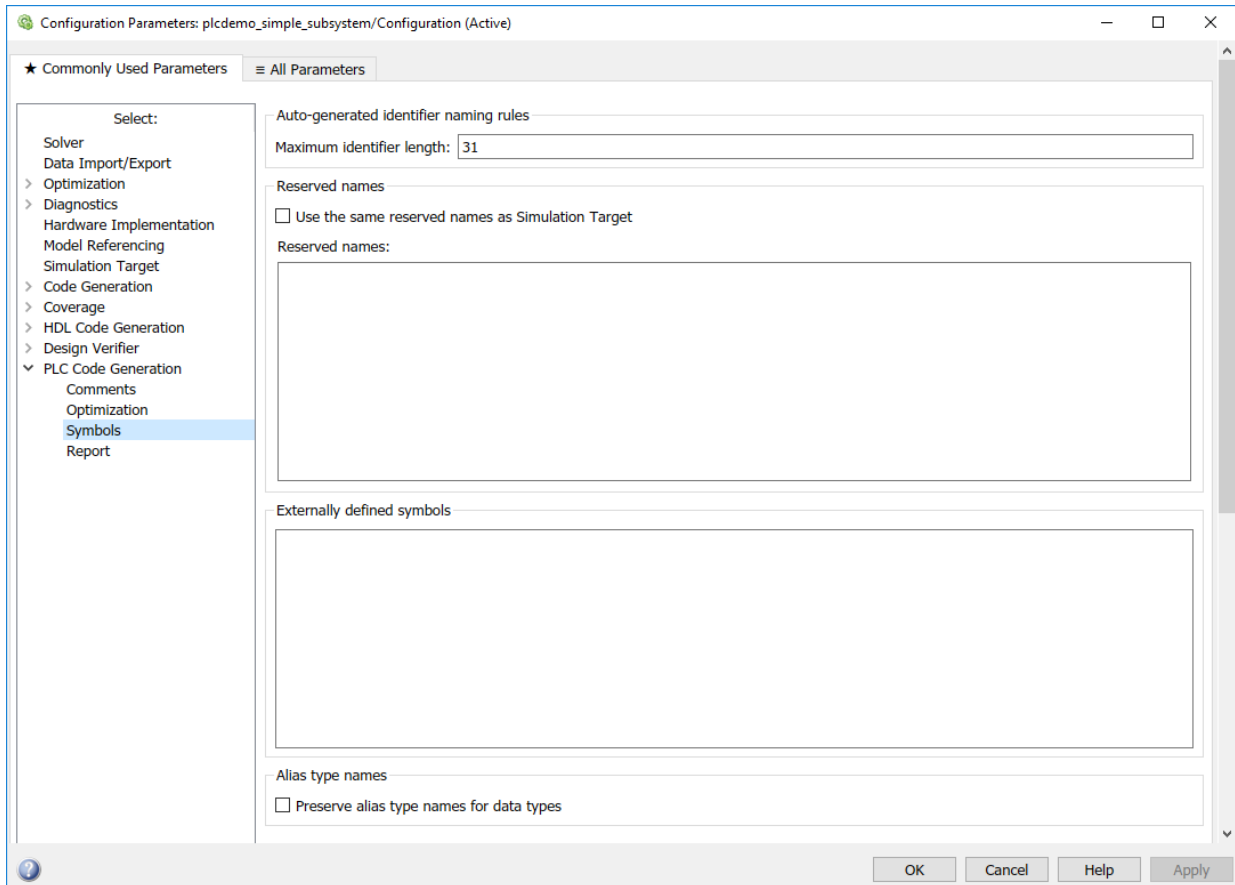 Configuration Parameters: plcdemo_simple_subsystem/Configuration (Active)
★ Commonly Used Parameters
≡ All Parameters
Select:
Solver
Data Import/Export
Optimization
Diagnostics
Hardware Implementation
Model Referencing
Simulation Target
Code Generation
Coverage
HDL Code Generation
Design Verifier
PLC Code Generation
Comments
Optimization
Symbols
Report
Auto-generated identifier naming rules
Maximum identifier length: 31
Reserved names
Use the same reserved names as Simulation Target
Reserved names:
Externally defined symbols
Alias type names
Preserve alias type names for data types
OK Cancel Help Apply